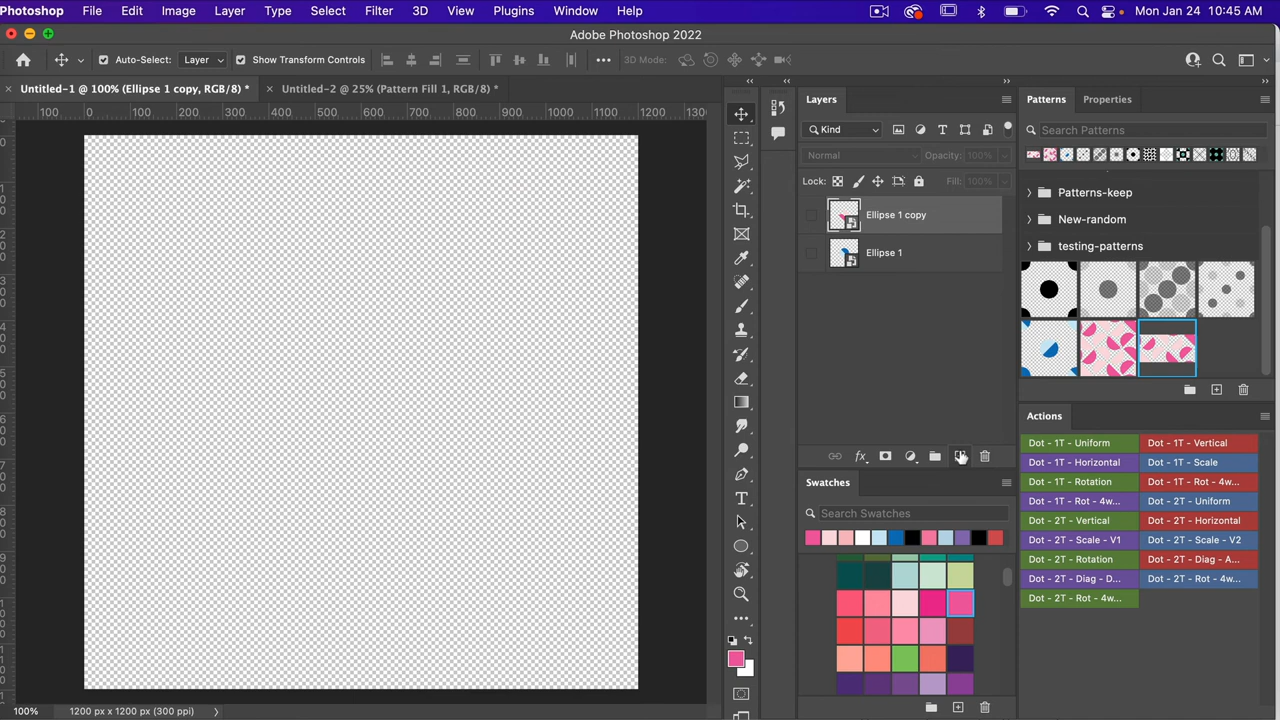 Photoshop File Edit Image Layer Type Select Filter 3D View Plugins Window Help Mon Jan 24 10:45 AM
Adobe Photoshop 2022
Auto-Select: Layer Show Transform Controls 3D Mode:
Untitled-1 @ 100% (Ellipse 1 copy, RGB/8) * Untitled-2 @ 25% (Pattern Fill 1, RGB/8) *
100 0 100 200 300 400 500 600 700 800 900 1000 1100 1200 1300
Layers
Kind
Normal Opacity: 100%
Lock: Fill: 100%
Ellipse 1 copy
Ellipse 1
Swatches
Search Swatches
Patterns Properties
Search Patterns
Patterns-keep
New-random
testing-patterns
Actions
Dot - 1T - Uniform Dot - 1T - Vertical
Dot - 1T - Horizontal Dot - 1T - Scale
Dot - 1T - Rotation Dot - 1T - Rot - 4w...
Dot - 1T - Rot - 4w... Dot - 2T - Uniform
Dot - 2T - Vertical Dot - 2T - Horizontal
Dot - 2T - Scale - V1 Dot - 2T - Scale - V2
Dot - 2T - Rotation Dot - 2T - Diag - A...
Dot - 2T - Diag - D... Dot - 2T - Rot - 4w...
Dot - 2T - Rot - 4w...
100% 1200 px x 1200 px (300 ppi)